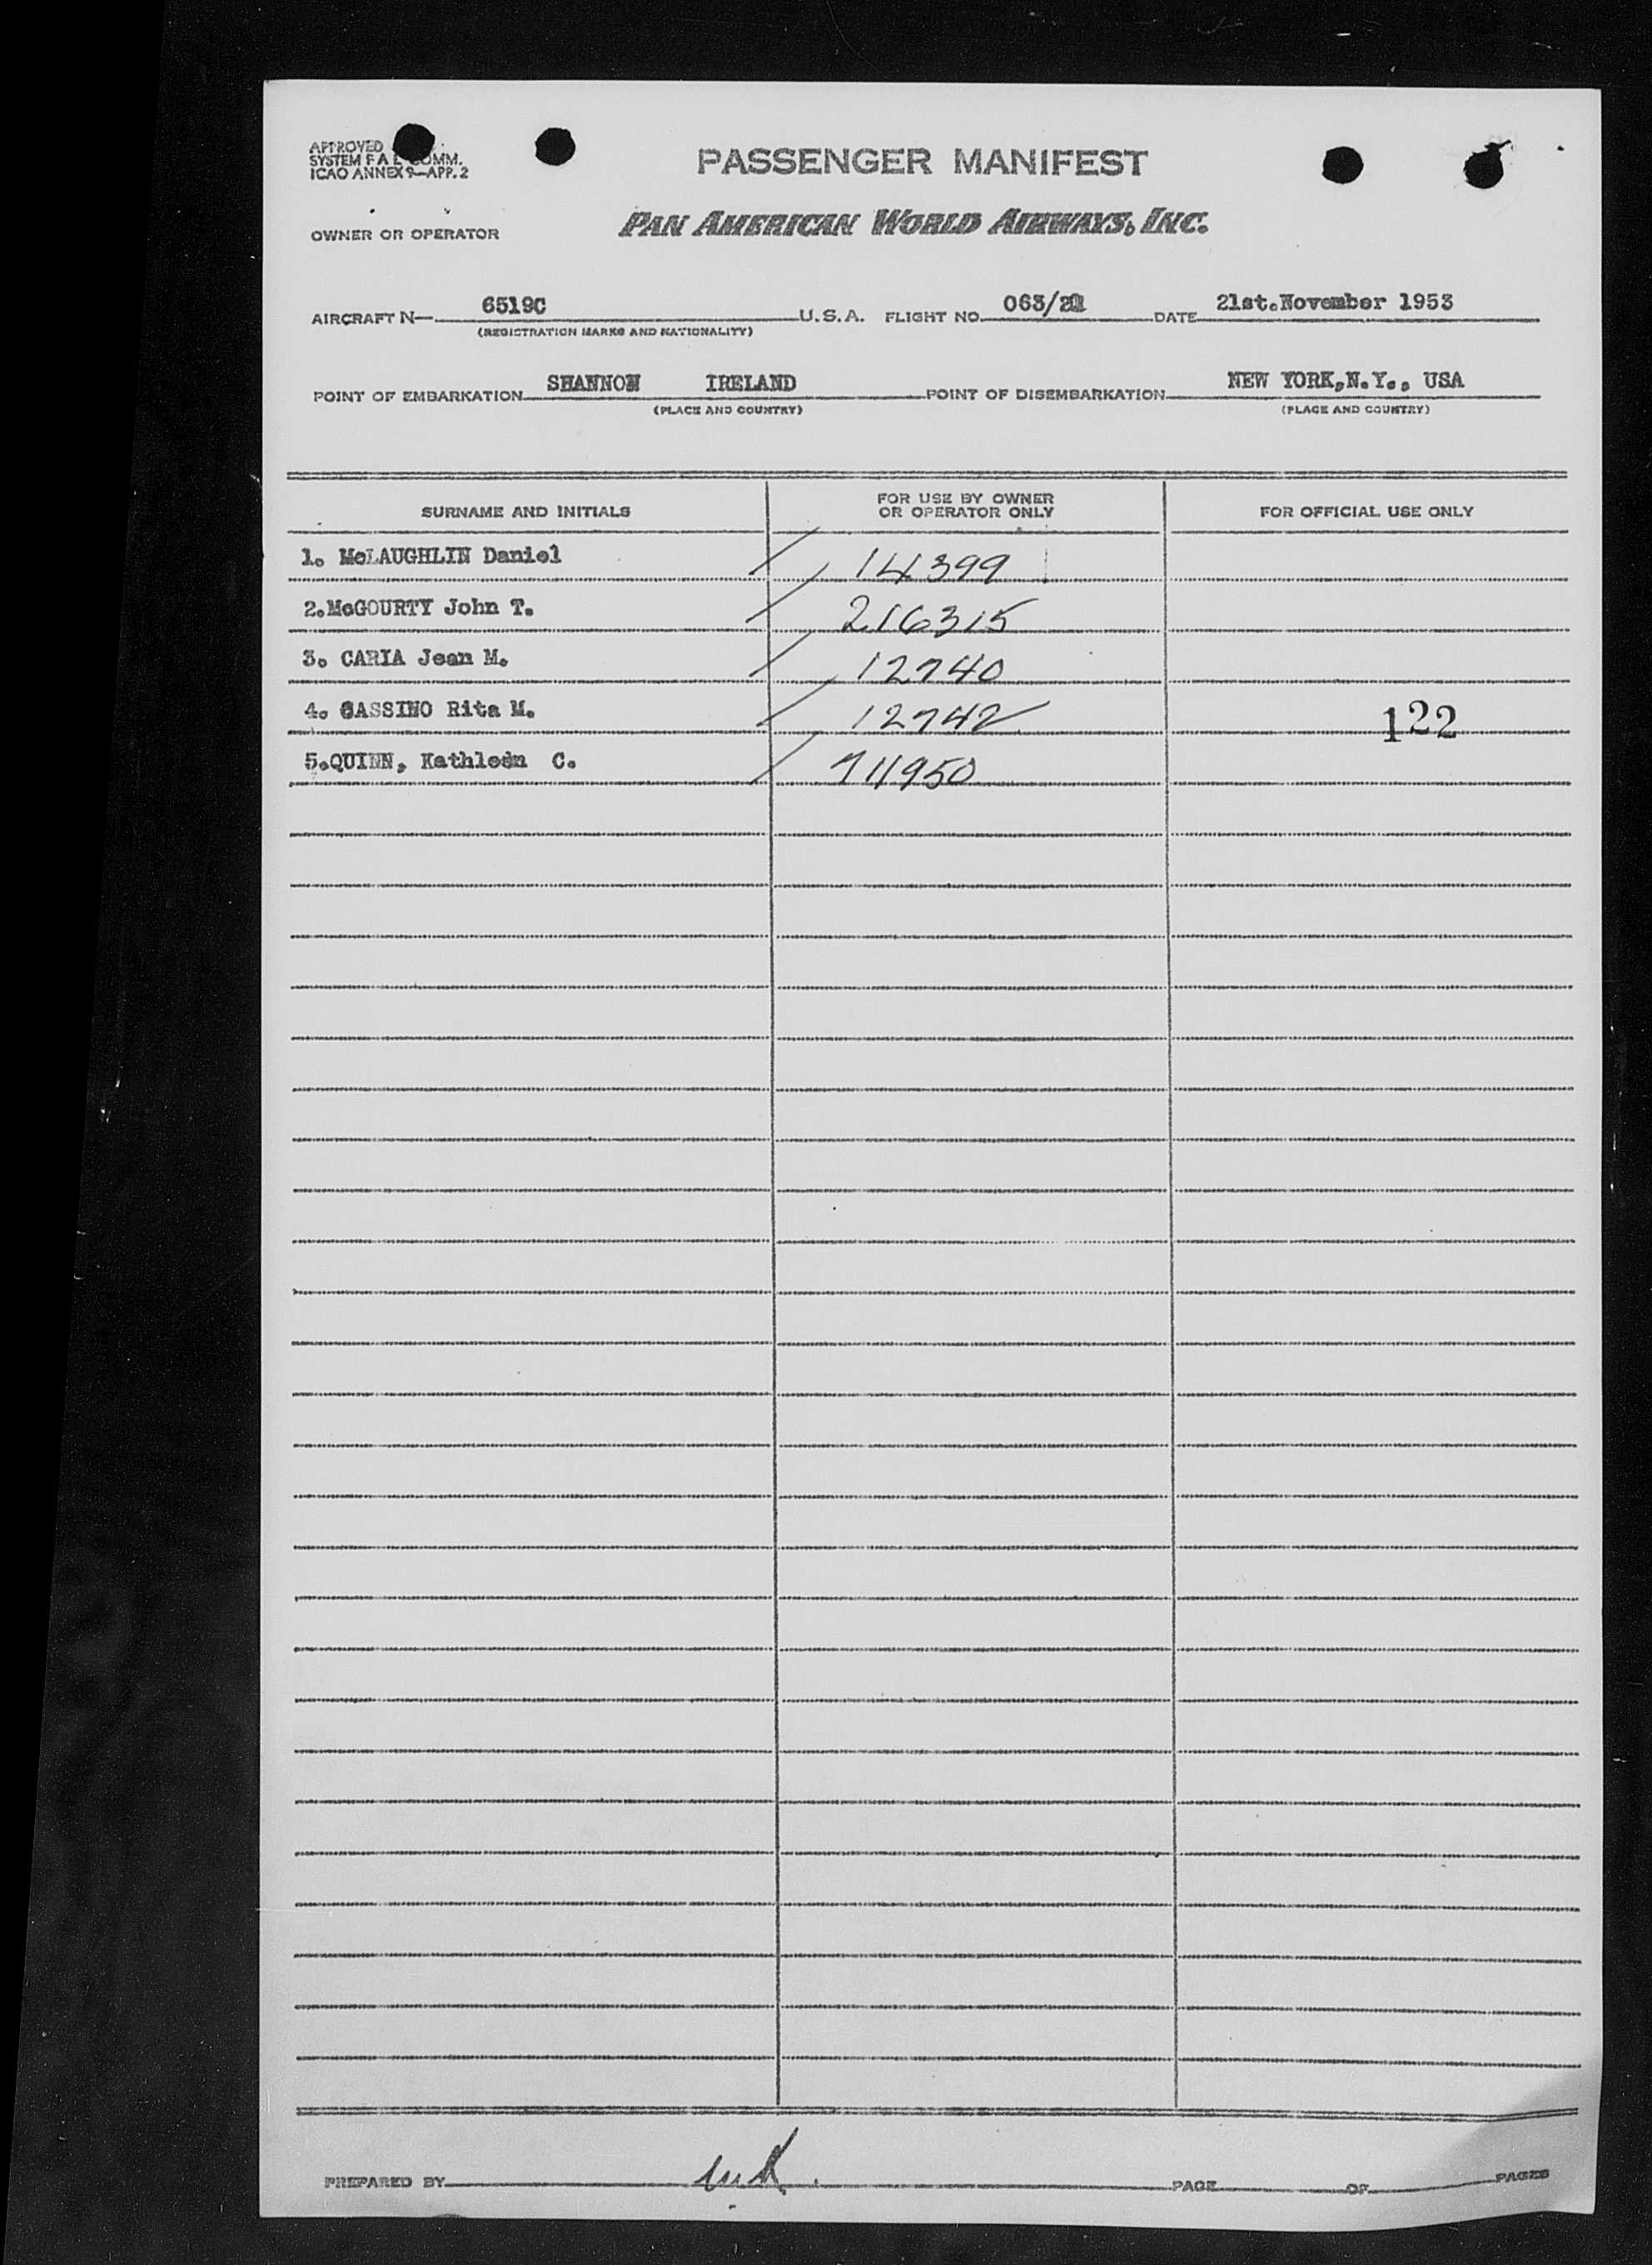 APPROVED
SYSTEM F A L COMM.
ICAO ANNEX 9—APP. 2
PASSENGER MANIFEST
OWNER OR OPERATOR PAN AMERICAN WORLD AIRWAYS, INC.
AIRCRAFT N— 6519C U.S.A. FLIGHT NO. 063/21 DATE 21st.November 1953
(REGISTRATION MARKS AND NATIONALITY)
POINT OF EMBARKATION SHANNON IRELAND POINT OF DISEMBARKATION NEW YORK,N.Y., USA
(PLACE AND COUNTRY) (PLACE AND COUNTRY)
SURNAME AND INITIALS FOR USE BY OWNER OR OPERATOR ONLY FOR OFFICIAL USE ONLY
1. McLAUGHLIN Daniel 14399
2.McGOURTY John T. 216315
3. CARIA Jean M. 12740
4. GASSINO Rita M. 12742 122
5.QUINN, Kathleen C. 711950
PREPARED BY PAGE OF PAGES